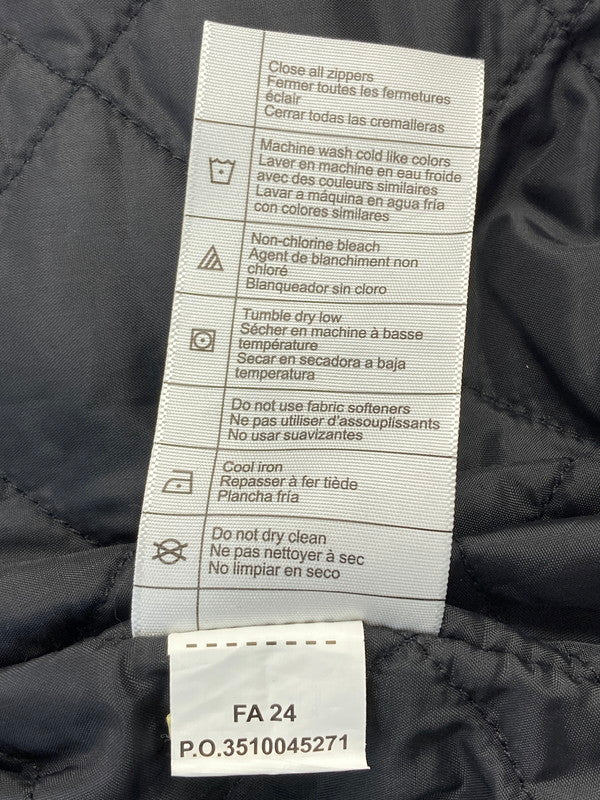 Close all zippers
Fermer toutes les fermetures
éclair
Cerrar todas las cremalleras
Machine wash cold like colors
Laver en machine en eau froide
avec des couleurs similaires
Lavar a máquina en agua fría
con colores similares
Non-chlorine bleach
Agent de blanchiment non
chloré
Blanqueador sin cloro
Tumble dry low
Sécher en machine à basse
température
Secar en secadora a baja
temperatura
Do not use fabric softeners
Ne pas utiliser d'assouplissants
No usar suavizantes
Cool iron
Repasser à fer tiède
Plancha fría
Do not dry clean
Ne pas nettoyer à sec
No limpiar en seco
FA 24
P.O.3510045271